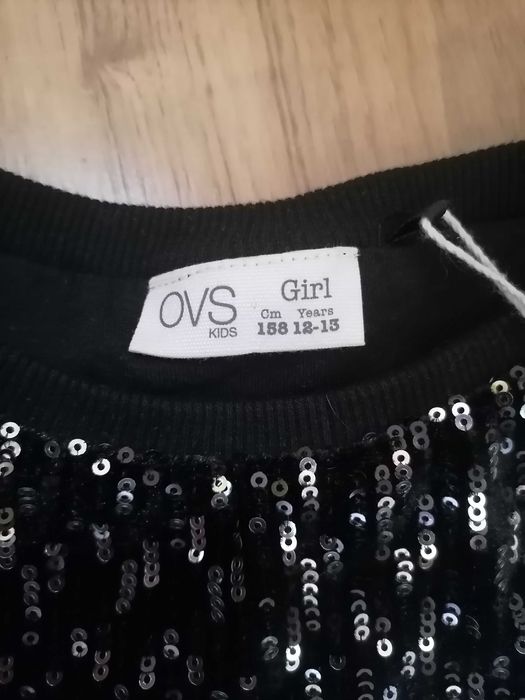 OVS
KIDS
Girl
Cm Years
158 12-13